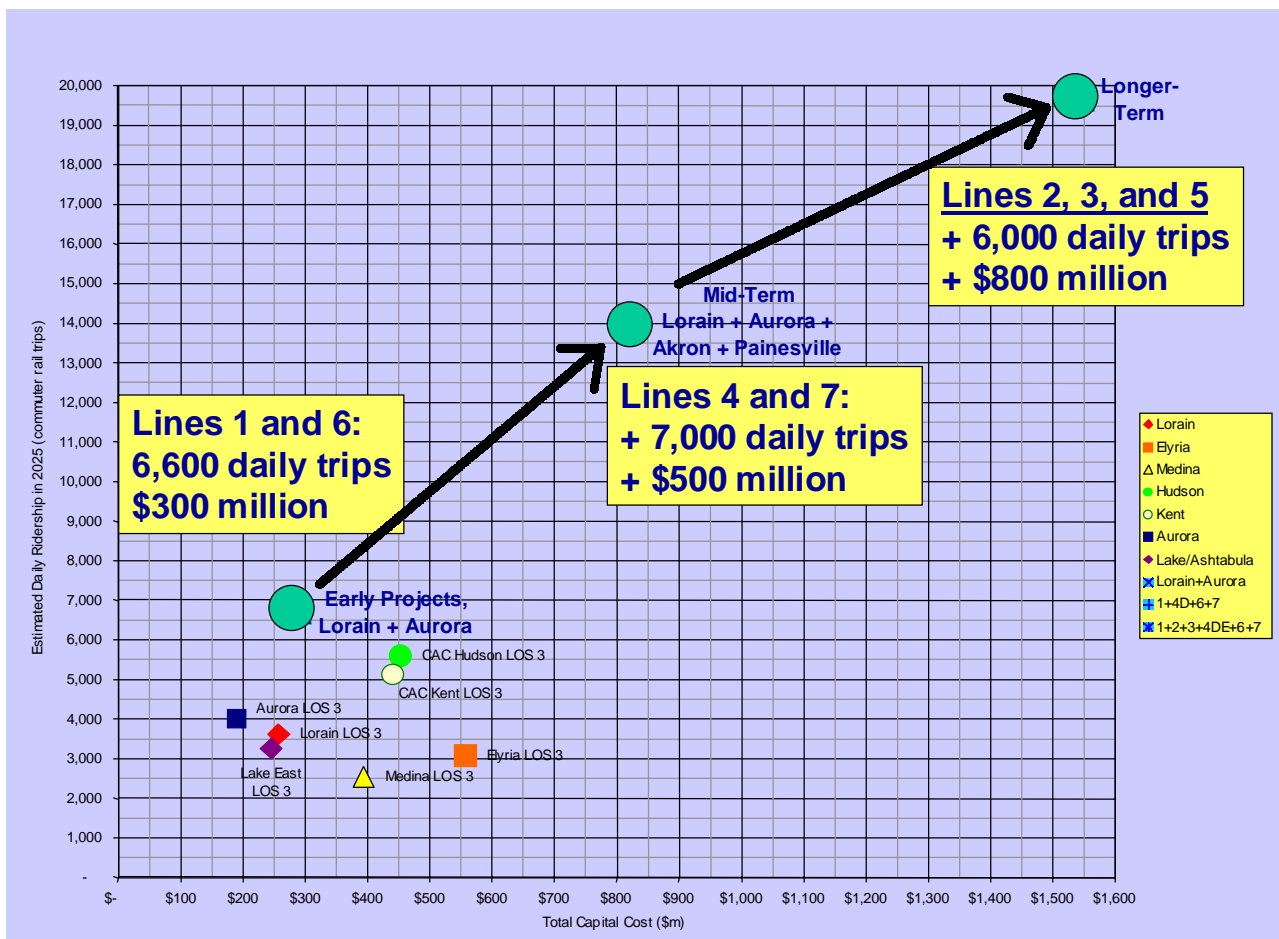 20,000
19,000
18,000
17,000
16,000
15,000
14,000
13,000
12,000
11,000
10,000
9,000
8,000
7,000
6,000
5,000
4,000
3,000
2,000
1,000
-
Estimated Daily Ridership in 2025 (commuter rail trips)
Longer-
Term
Lines 2, 3, and 5
+ 6,000 daily trips
+ $800 million
Mid-Term
Lorain + Aurora +
Akron + Painesville
Lines 4 and 7:
+ 7,000 daily trips
+ $500 million
Lines 1 and 6:
6,600 daily trips
$300 million
Early Projects,
Lorain + Aurora
CAC Hudson LOS 3
CAC Kent LOS 3
Aurora LOS 3
Lorain LOS 3
Lake East
LOS 3
Medina LOS 3
Elyria LOS 3
Lorain
Elyria
Medina
Hudson
Kent
Aurora
Lake/Ashtabula
Lorain+Aurora
1+4D+6+7
1+2+3+4DE+6+7
$- $100 $200 $300 $400 $500 $600 $700 $800 $900 $1,000 $1,100 $1,200 $1,300 $1,400 $1,500 $1,600
Total Capital Cost ($m)